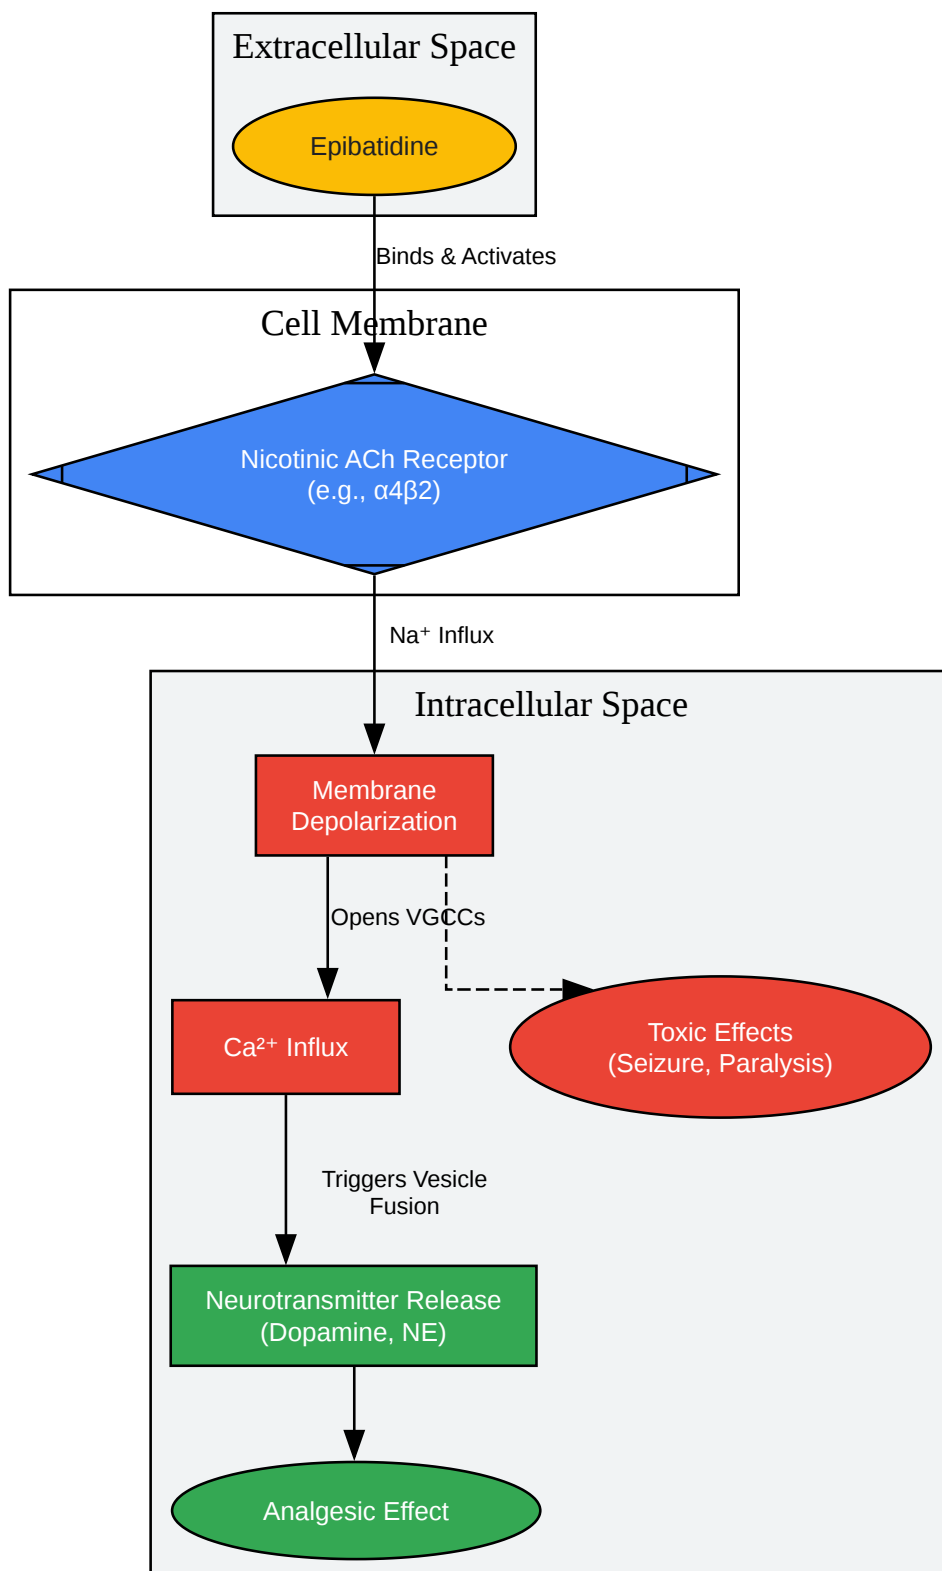 Extracellular Space
Epibatidine
Binds & Activates
Cell Membrane
Nicotinic ACh Receptor
(e.g., α4β2)
Na⁺ Influx
Intracellular Space
Membrane
Depolarization
Opens VGCCs
Ca²⁺ Influx
Toxic Effects
(Seizure, Paralysis)
Triggers Vesicle
Fusion
Neurotransmitter Release
(Dopamine, NE)
Analgesic Effect